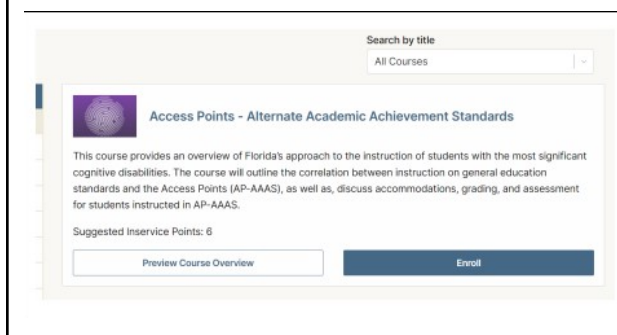 Search by title
All Courses
Access Points - Alternate Academic Achievement Standards
This course provides an overview of Florida's approach to the instruction of students with the most significant
cognitive disabilities. The course will outline the correlation between instruction on general education
standards and the Access Points (AP-AAAS), as well as, discuss accommodations, grading, and assessment
for students instructed in AP-AAAS.
Suggested Inservice Points: 6
Preview Course Overview
Enroll